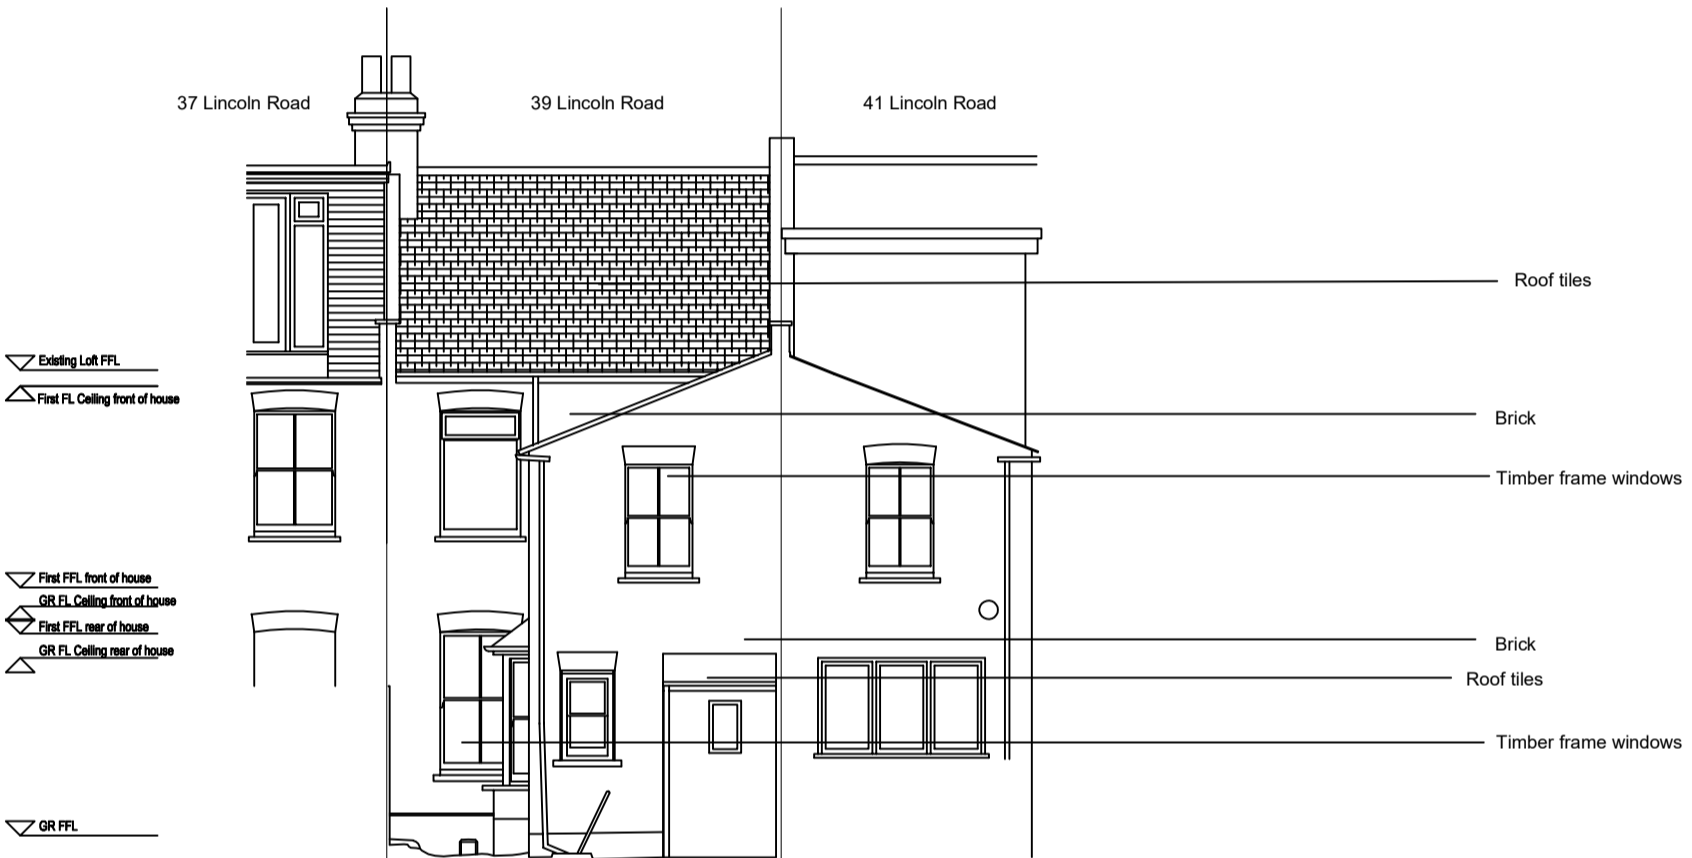 37 Lincoln Road
39 Lincoln Road
41 Lincoln Road
Roof tiles
Existing Loft FFL
First FL Ceiling front of house
Brick
Timber frame windows
First FFL front of house
GR FL Ceiling front of house
First FFL rear of house
GR FL Ceiling rear of house
Brick
Roof tiles
Timber frame windows
GR FFL